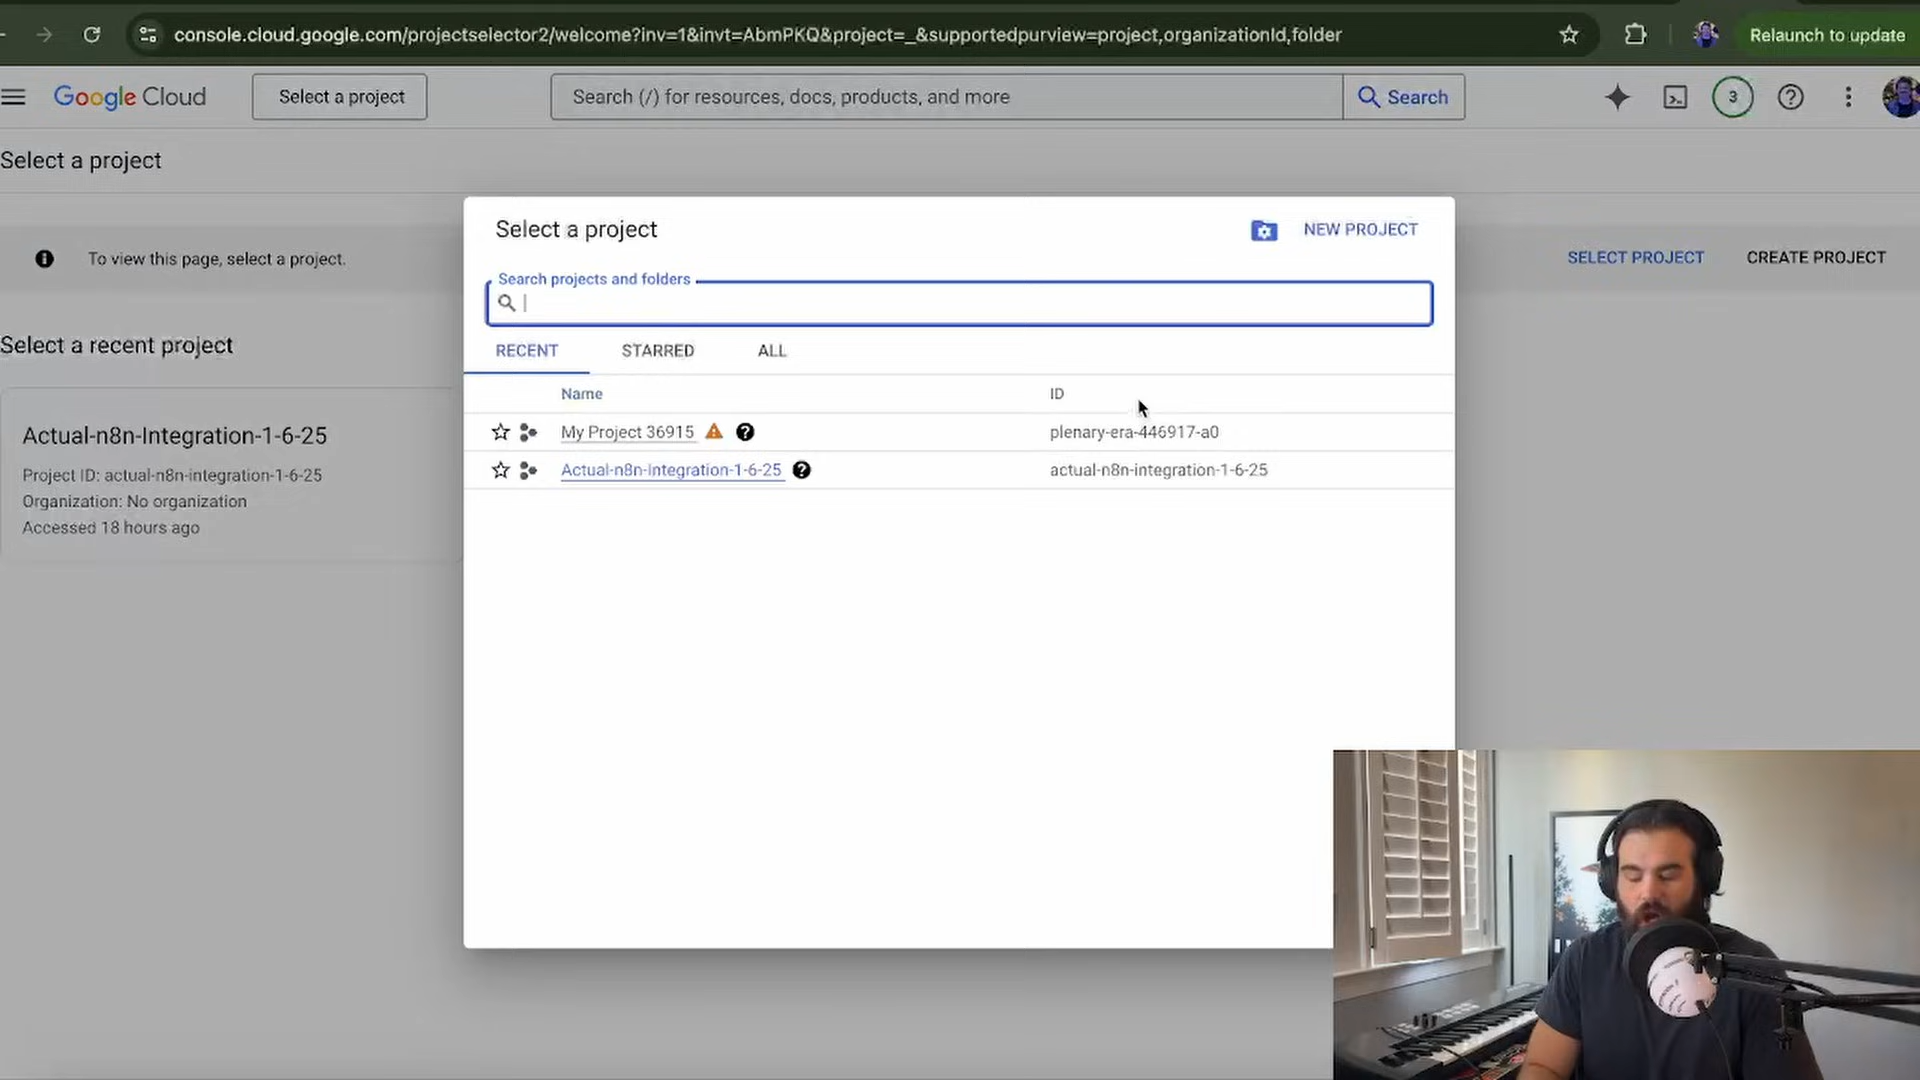 console.cloud.google.com/projectselector2/welcome?inv=1&invt=AbmPKQ&project=_&supportedpurview=project,organizationId,folder
Relaunch to update
Google Cloud
Select a project
Search (/) for resources, docs, products, and more
Search
3
Select a project
To view this page, select a project.
SELECT PROJECT
CREATE PROJECT
Select a recent project
Actual-n8n-Integration-1-6-25
Project ID: actual-n8n-integration-1-6-25
Organization: No organization
Accessed 18 hours ago
Select a project
NEW PROJECT
Search projects and folders
RECENT
STARRED
ALL
Name
ID
My Project 36915
plenary-era-446917-a0
Actual-n8n-Integration-1-6-25
actual-n8n-integration-1-6-25